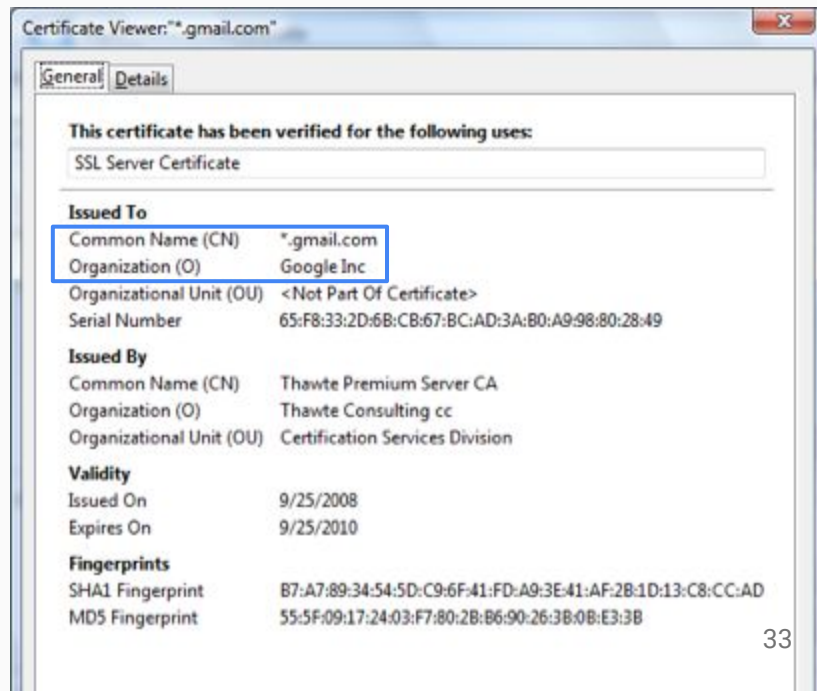 Certificate Viewer:"*.gmail.com"
General Details
This certificate has been verified for the following uses:
SSL Server Certificate
Issued To
Common Name (CN) *.gmail.com
Organization (O) Google Inc
Organizational Unit (OU) <Not Part Of Certificate>
Serial Number 65:F8:33:2D:6B:CB:67:BC:AD:3A:B0:A9:98:80:28:49
Issued By
Common Name (CN) Thawte Premium Server CA
Organization (O) Thawte Consulting cc
Organizational Unit (OU) Certification Services Division
Validity
Issued On 9/25/2008
Expires On 9/25/2010
Fingerprints
SHA1 Fingerprint B7:A7:89:34:54:5D:C9:6F:41:FD:A9:3E:41:AF:2B:1D:13:C8:CC:AD
MD5 Fingerprint 55:5F:09:17:24:03:F7:80:2B:B6:90:26:3B:0B:E3:3B
33